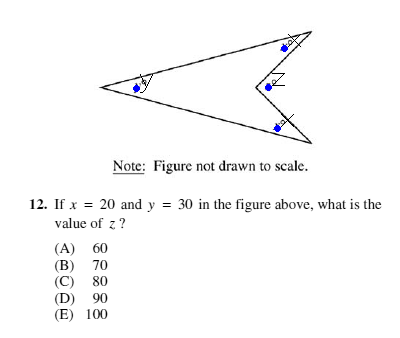 x°
y°
z°
x°
Note: Figure not drawn to scale.
12. If x = 20 and y = 30 in the figure above, what is the
value of z ?
(A) 60
(B) 70
(C) 80
(D) 90
(E) 100